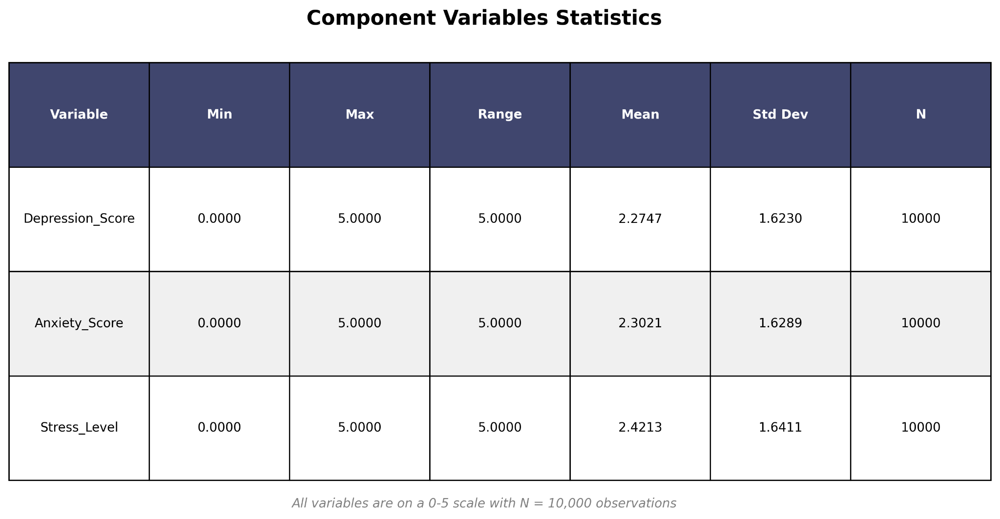 Component Variables Statistics
Variable Min Max Range Mean Std Dev N
Depression_Score 0.0000 5.0000 5.0000 2.2747 1.6230 10000
Anxiety_Score 0.0000 5.0000 5.0000 2.3021 1.6289 10000
Stress_Level 0.0000 5.0000 5.0000 2.4213 1.6411 10000
All variables are on a 0-5 scale with N = 10,000 observations